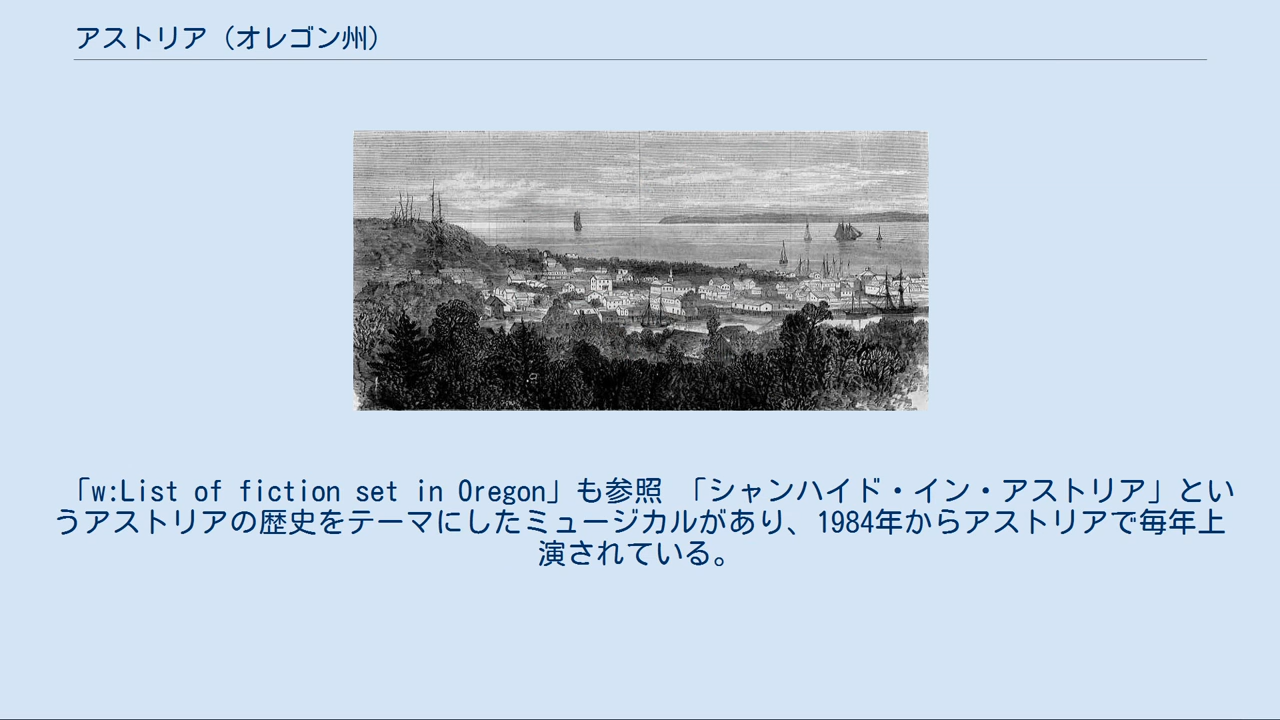 アストリア（オレゴン州）
「w:List of fiction set in Oregon」も参照 「シャンハイド・イン・アストリア」とい
うアストリアの歴史をテーマにしたミュージカルがあり、1984年からアストリアで毎年上
演されている。